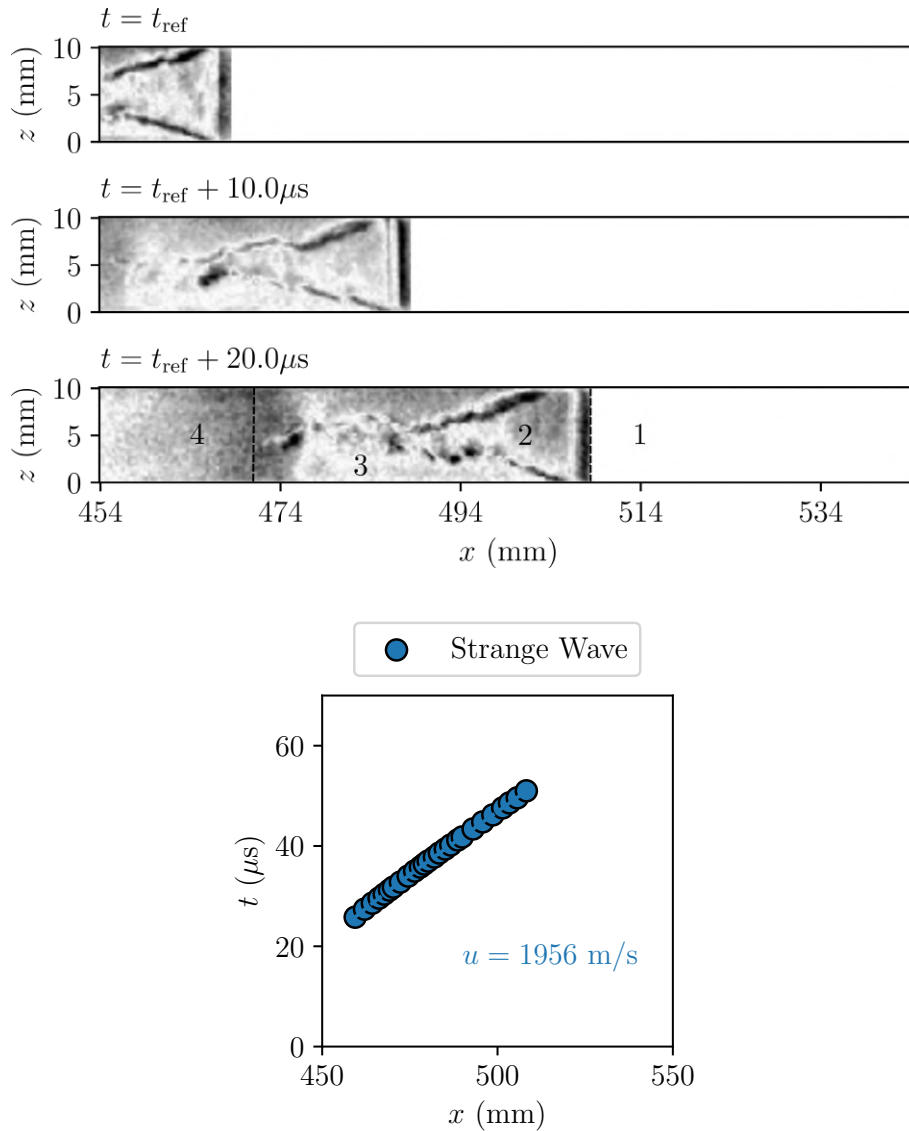 t = t_ref
10
5
0
z (mm)
t = t_ref + 10.0μs
10
5
0
z (mm)
t = t_ref + 20.0μs
10
5
0
z (mm)
4
3
2
1
454 474 494 514 534
x (mm)
Strange Wave
60
40
20
0
t (μs)
u = 1956 m/s
450 500 550
x (mm)